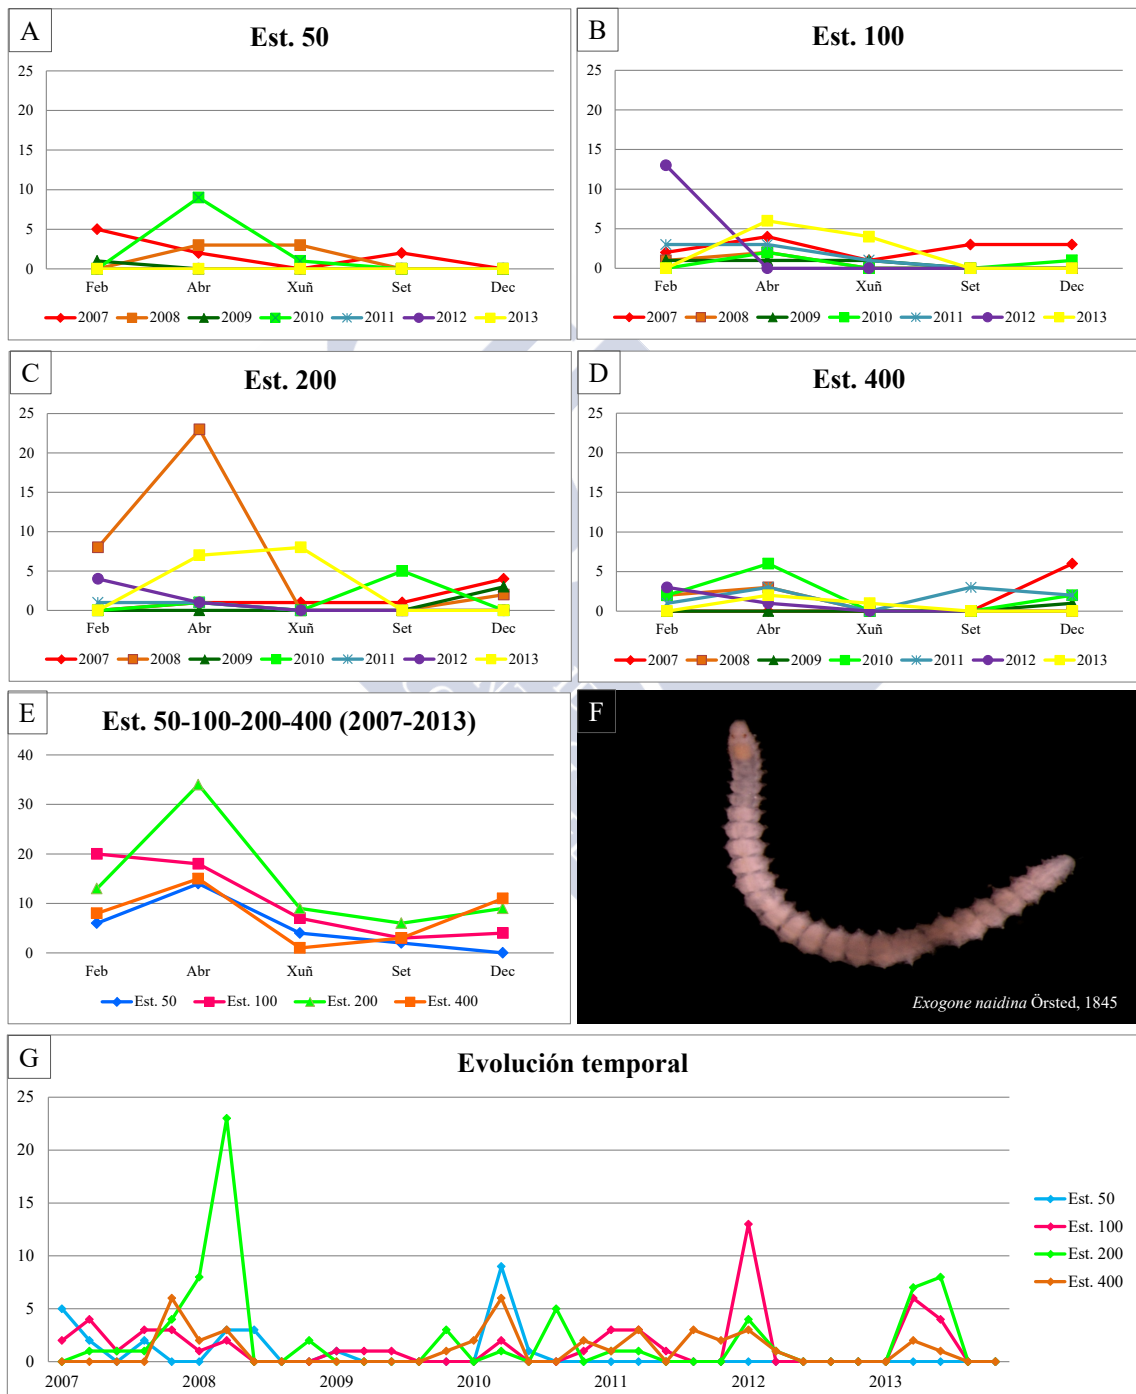 A
Est. 50
25
20
15
10
5
0
Feb Abr Xuñ Set Dec
2007 2008 2009 2010 2011 2012 2013
B
Est. 100
25
20
15
10
5
0
Feb Abr Xuñ Set Dec
2007 2008 2009 2010 2011 2012 2013
C
Est. 200
25
20
15
10
5
0
Feb Abr Xuñ Set Dec
2007 2008 2009 2010 2011 2012 2013
D
Est. 400
25
20
15
10
5
0
Feb Abr Xuñ Set Dec
2007 2008 2009 2010 2011 2012 2013
E
Est. 50-100-200-400 (2007-2013)
40
30
20
10
0
Feb Abr Xuñ Set Dec
Est. 50 Est. 100 Est. 200 Est. 400
F
Exogone naidina Örsted, 1845
G
Evolución temporal
25
20
15
10
5
0
2007 2008 2009 2010 2011 2012 2013
Est. 50
Est. 100
Est. 200
Est. 400